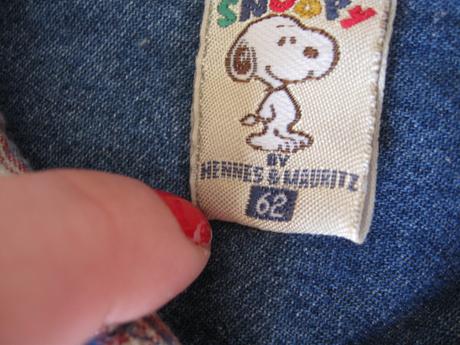 SNOOPY
BY
HENNES & MAURITZ
62